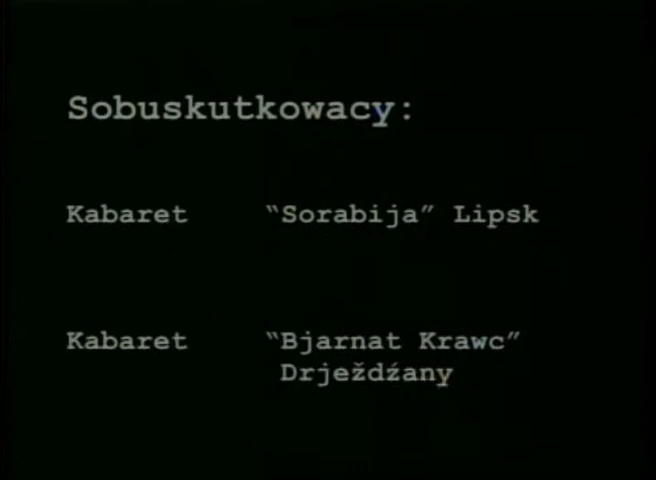 Sobuskutkowacy:
Kabaret “Sorabija” Lipsk
Kabaret “Bjarnat Krawc”
Drježdźany